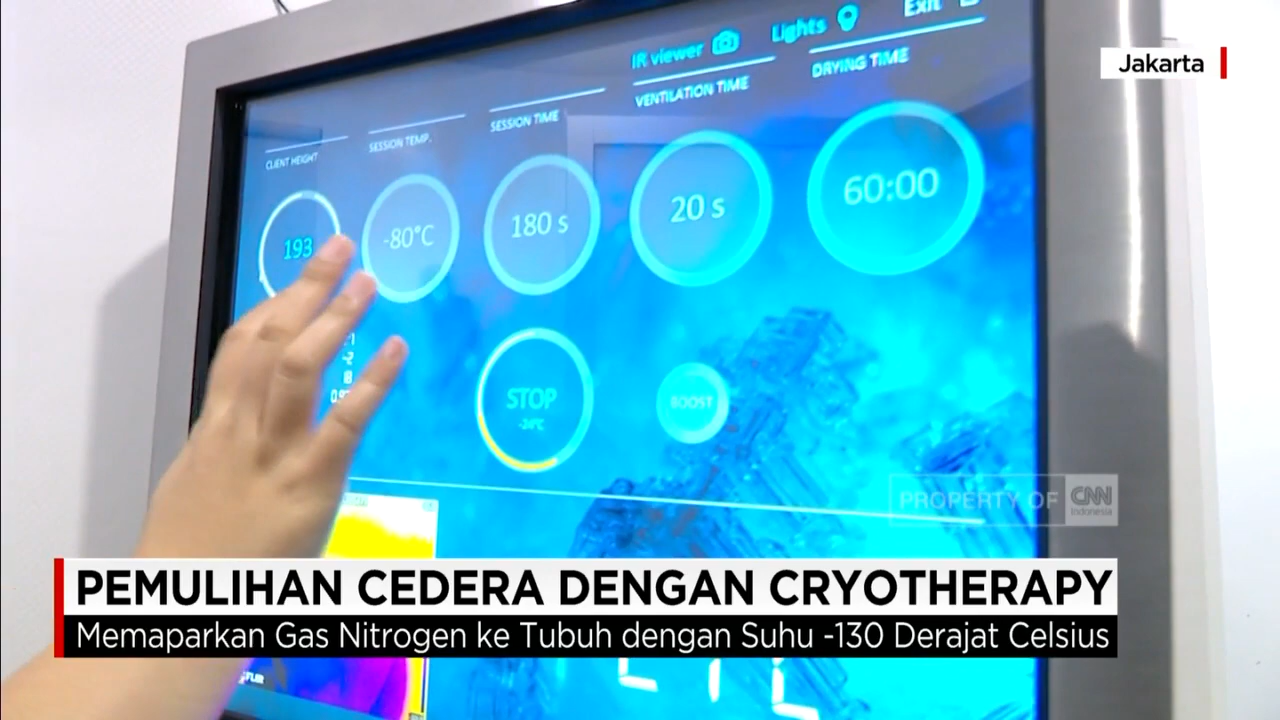 IR viewer Lights Exit
Jakarta
CLIENT HEIGHT SESSION TEMP. SESSION TIME VENTILATION TIME DRYING TIME
193 -80°C 180 s 20 s 60:00
STOP BOOST
-24°C
PROPERTY OF CNN Indonesia
PEMULIHAN CEDERA DENGAN CRYOTHERAPY
Memaparkan Gas Nitrogen ke Tubuh dengan Suhu -130 Derajat Celsius